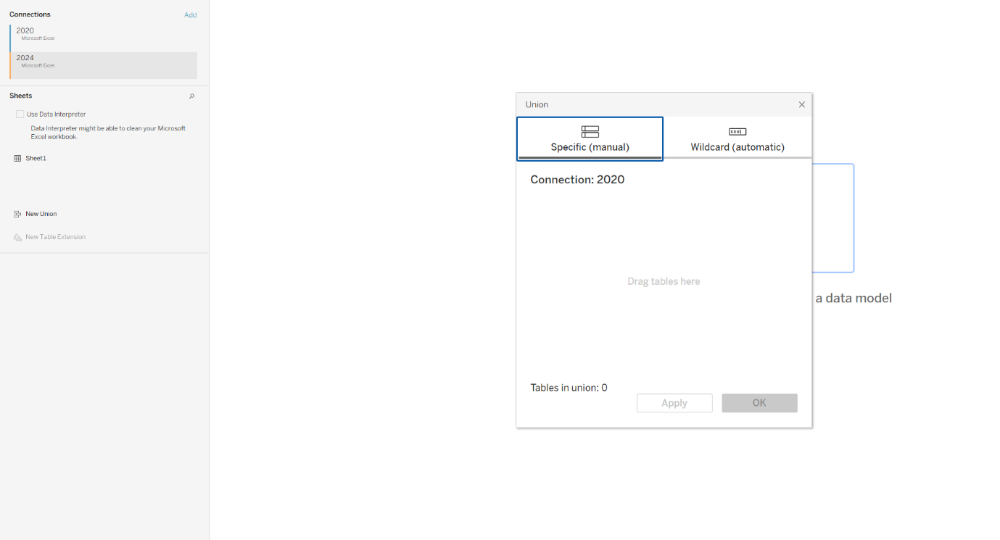 Connections
Add
2020
Microsoft Excel
2024
Microsoft Excel
Sheets
Use Data Interpreter
Data Interpreter might be able to clean your Microsoft
Excel workbook.
Sheet1
New Union
New Table Extension
Union
Specific (manual)
Wildcard (automatic)
Connection: 2020
Drag tables here
Tables in union: 0
Apply
OK
a data model